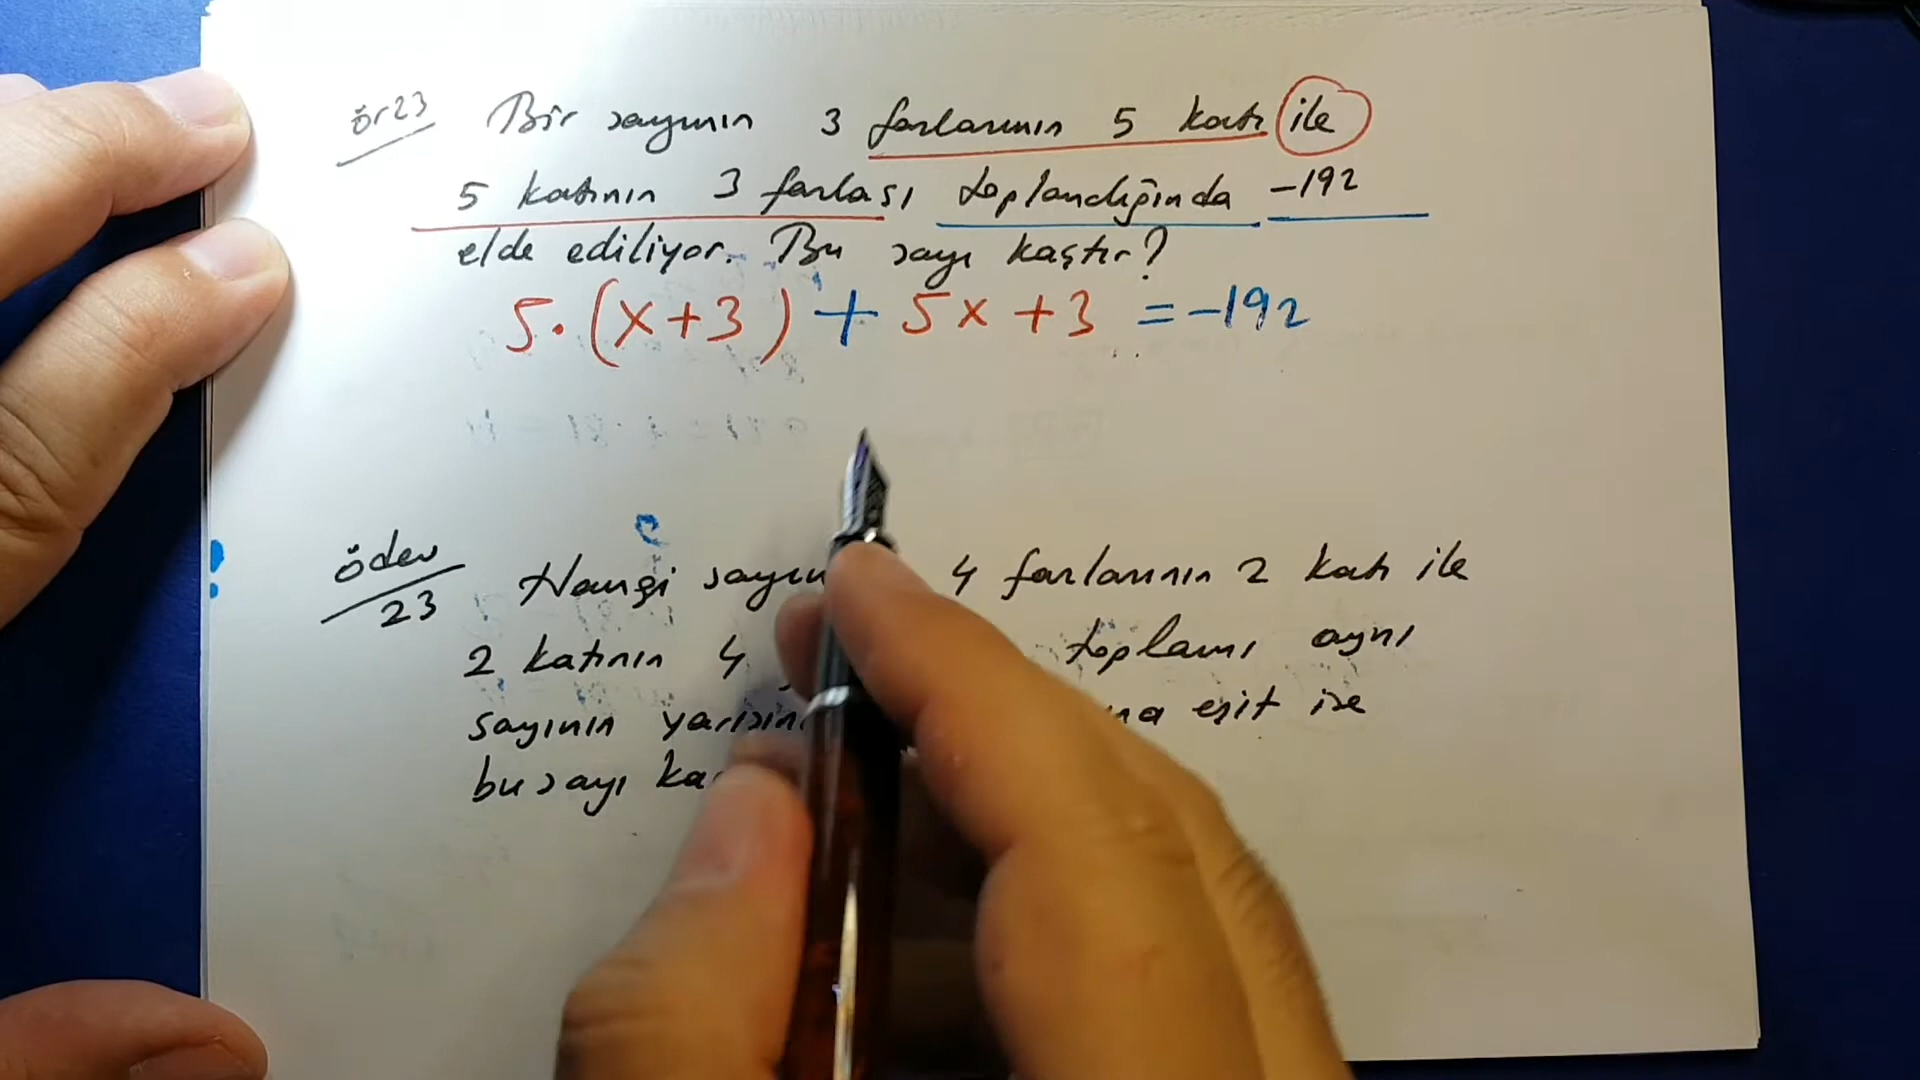 ör23 Bir sayının 3 fazlasının 5 katı ile
5 katının 3 fazlası toplandığında -192
elde ediliyor. Bu sayı kaçtır?
5.(x+3) + 5x +3 = -192
ödev 23 Hangi 4 fazlasının 2 katı ile
2 katının 4 toplamı aynı
sayının eşit ise
bu sayı